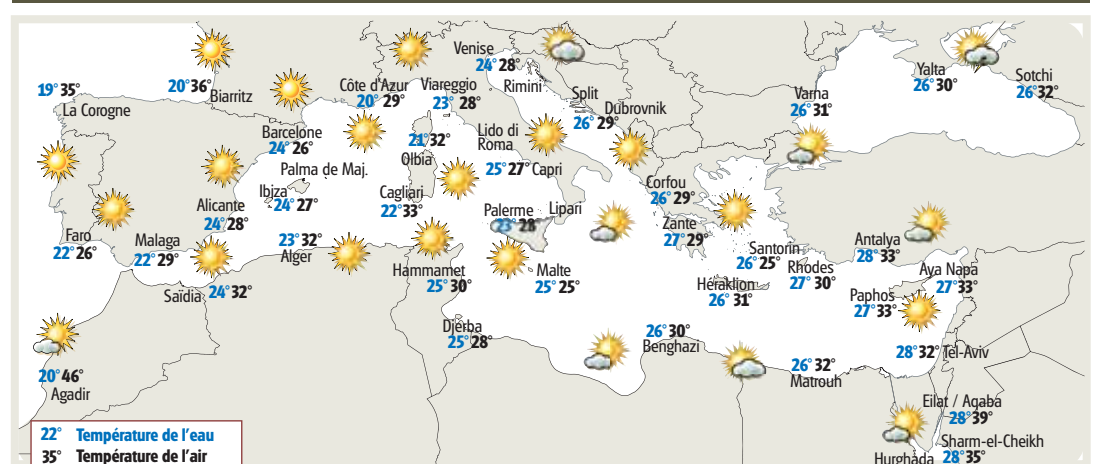 Venise
24° 28°
Rimini
Yalta
26° 30°
Sotchi
26° 32°
19° 35°
La Corogne
20° 36°
Biarritz
Côte d'Azur
20° 29°
Viareggio
23° 28°
Split
26° 29°
Dubrovnik
Varna
26° 31°
Barcelone
24° 26°
21° 32°
Olbia
Lido di
Roma
25° 27° Capri
Palma de Maj.
Ibiza
24° 27°
Cagliari
22° 33°
Corfou
26° 29°
Alicante
24° 28°
Palerme
23° 28°
Lipari
Zante
27° 29°
Faro
22° 26°
Malaga
22° 29°
23° 32°
Alger
Santorin
26° 25°
Antalya
28° 33°
Hammamet
25° 30°
Malte
25° 25°
Héraklion
26° 31°
Rhodes
27° 30°
Aya Napa
27° 33°
Saïdia 24° 32°
Paphos
27° 33°
Djerba
25° 28°
26° 30°
Benghazi
28° 32° Tel-Aviv
20° 46°
Agadir
26° 32°
Matrouh
Eilat / Aqaba
28° 39°
22° Température de l'eau
35° Température de l'air
Sharm-el-Cheikh
28° 35°
Hurghada